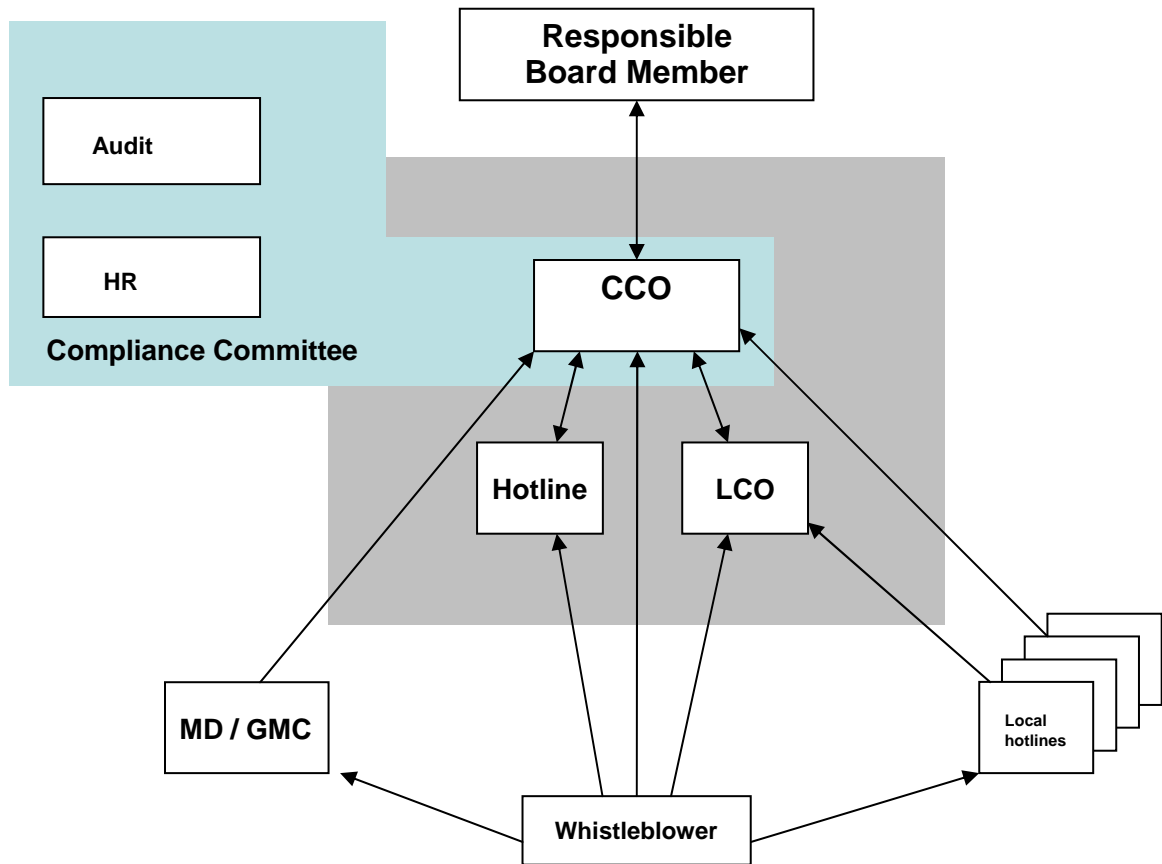 Responsible
Board Member
Audit
HR
CCO
Compliance Committee
Hotline
LCO
MD / GMC
Local
hotlines
Whistleblower